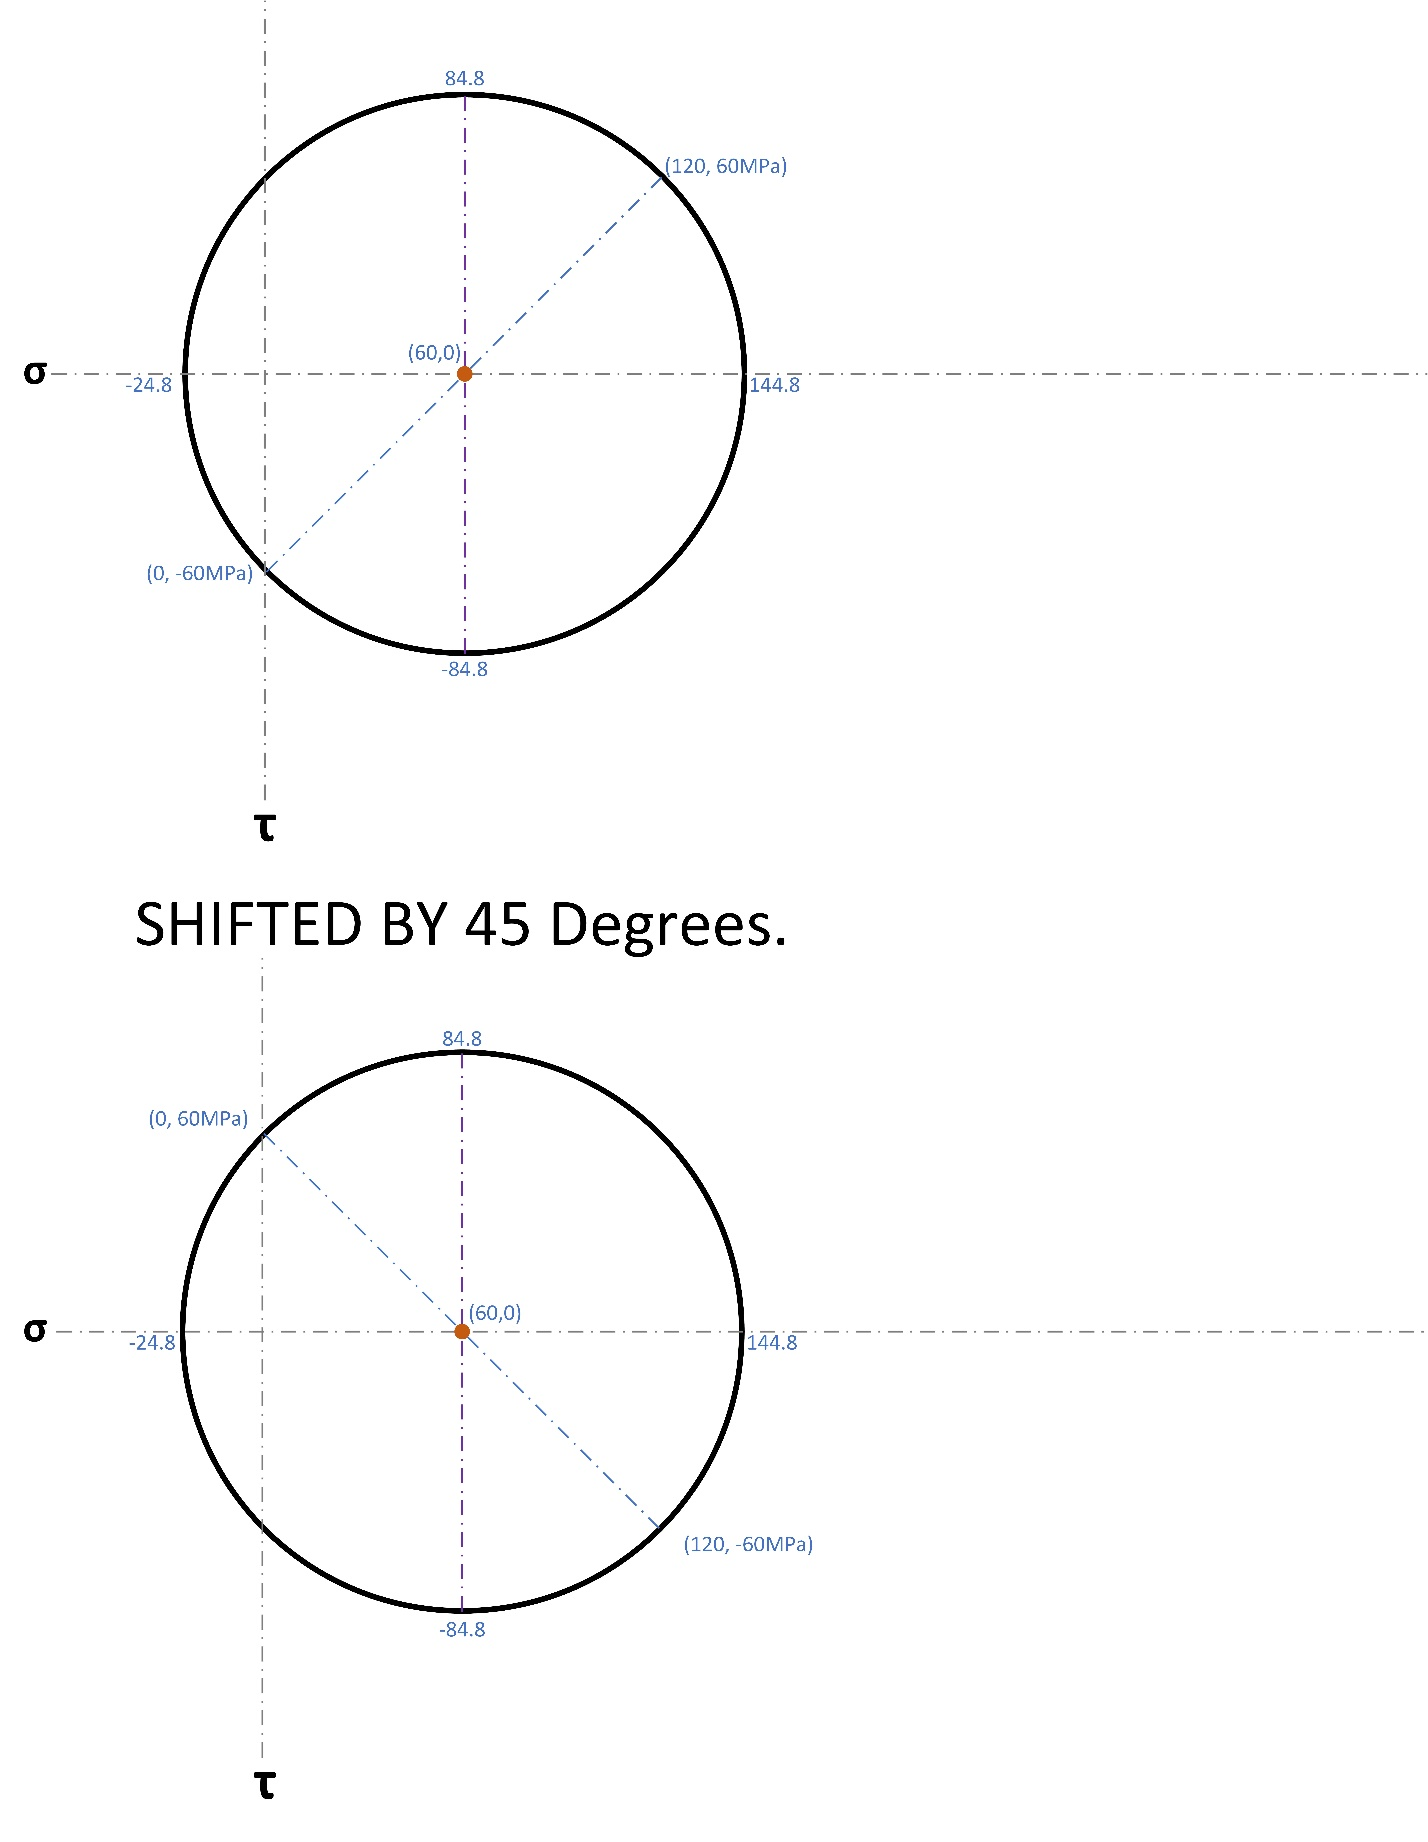 84.8
(120, 60MPa)
(60,0)
σ
-24.8
144.8
(0, -60MPa)
-84.8
τ
SHIFTED BY 45 Degrees.
84.8
(0, 60MPa)
(60,0)
σ
-24.8
144.8
(120, -60MPa)
-84.8
τ